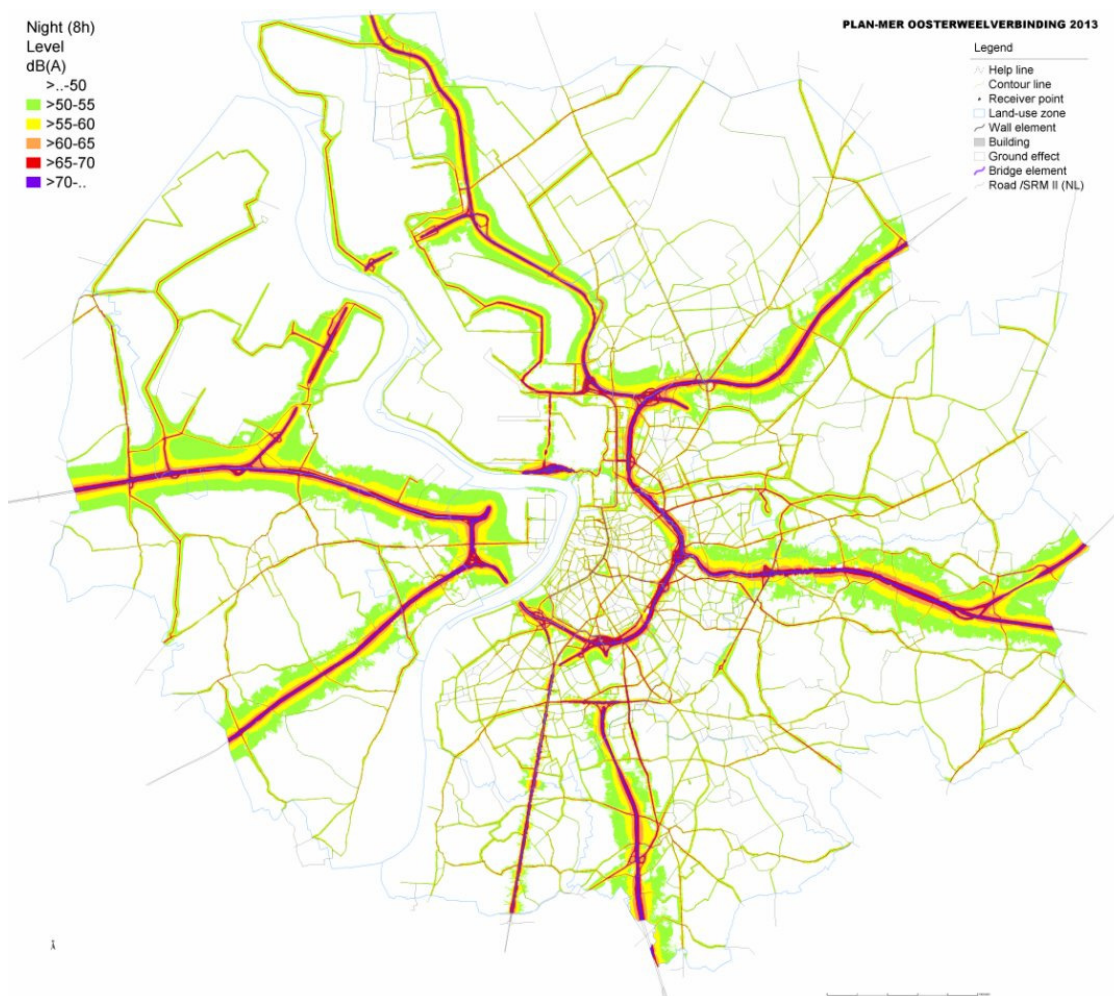 Night (8h)
Level
dB(A)
>..-50
>50-55
>55-60
>60-65
>65-70
>70-..
PLAN-MER OOSTERWEELVERBINDING 2013
Legend
Help line
Contour line
Receiver point
Land-use zone
Wall element
Building
Ground effect
Bridge element
Road /SRM II (NL)